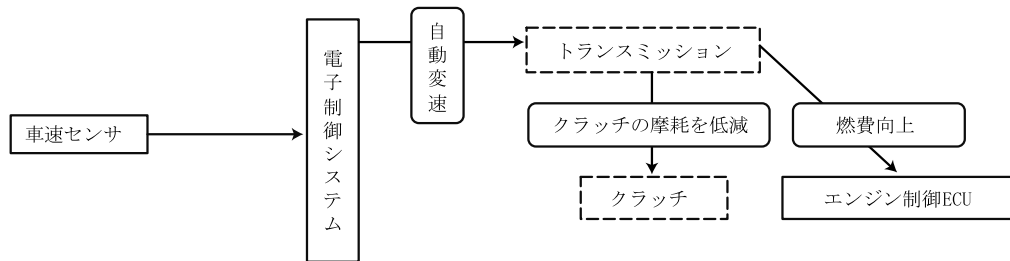 車速センサ
電子制御システム
自動変速
トランスミッション
クラッチの摩耗を低減
燃費向上
クラッチ
エンジン制御ECU